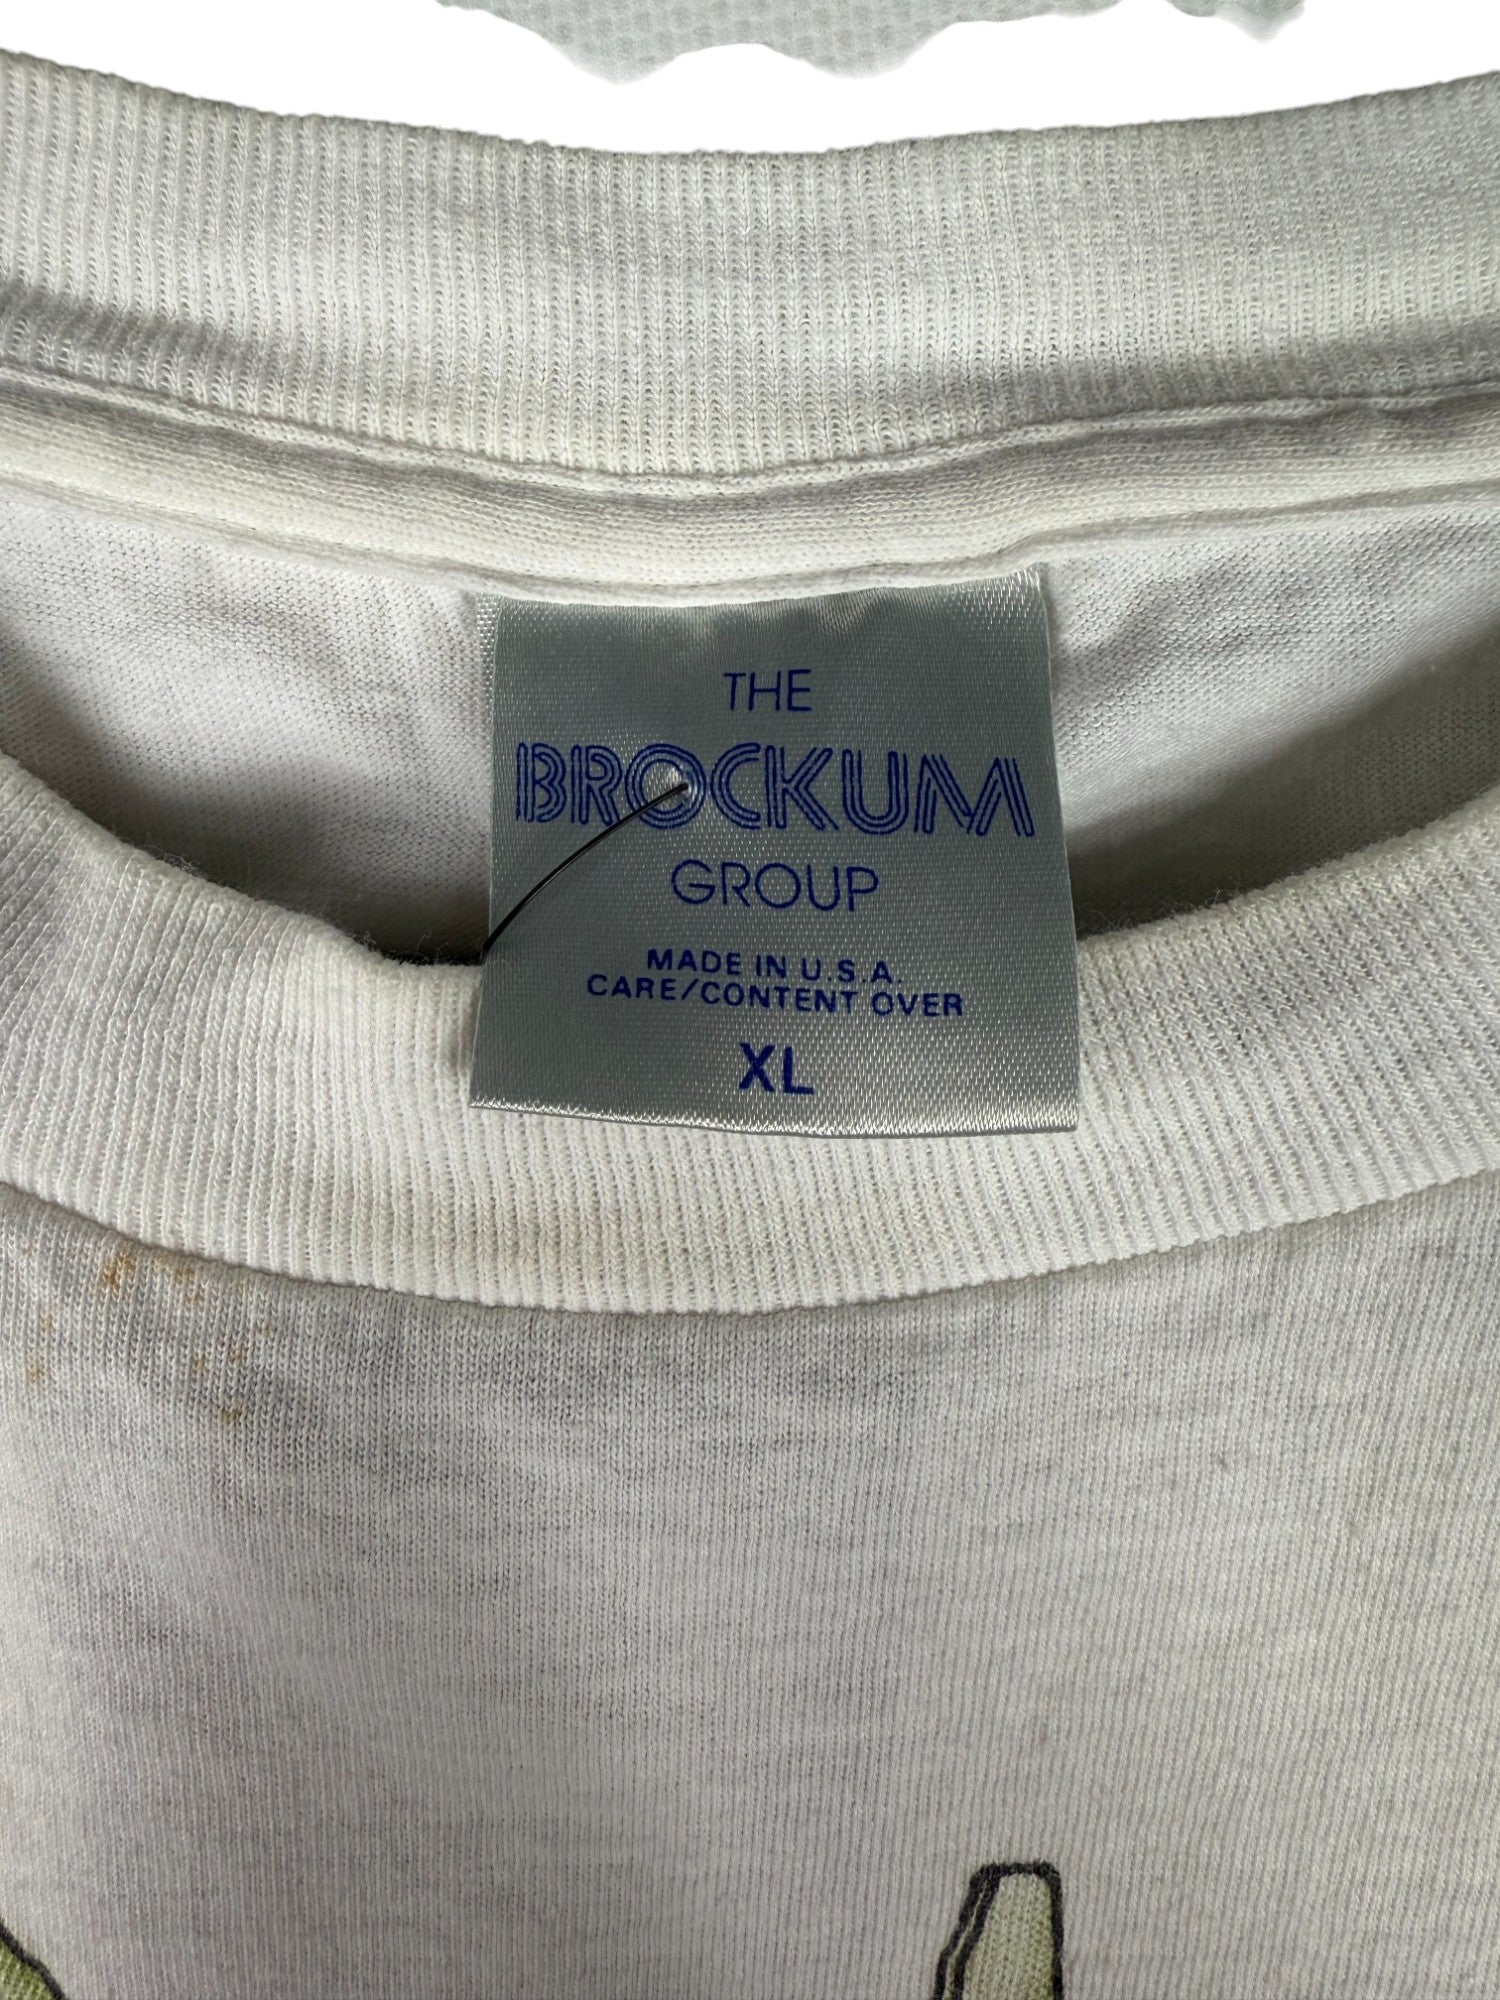 THE
BROCKUM
GROUP
MADE IN U.S.A.
CARE/CONTENT OVER
XL